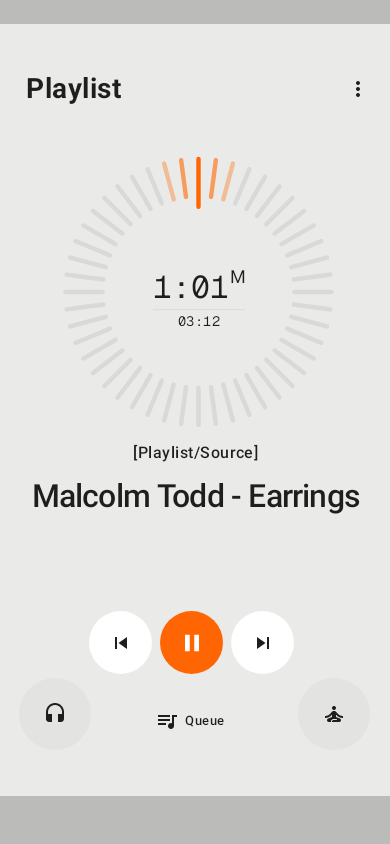 Playlist
1:01M
03:12
[Playlist/Source]
Malcolm Todd - Earrings
Queue